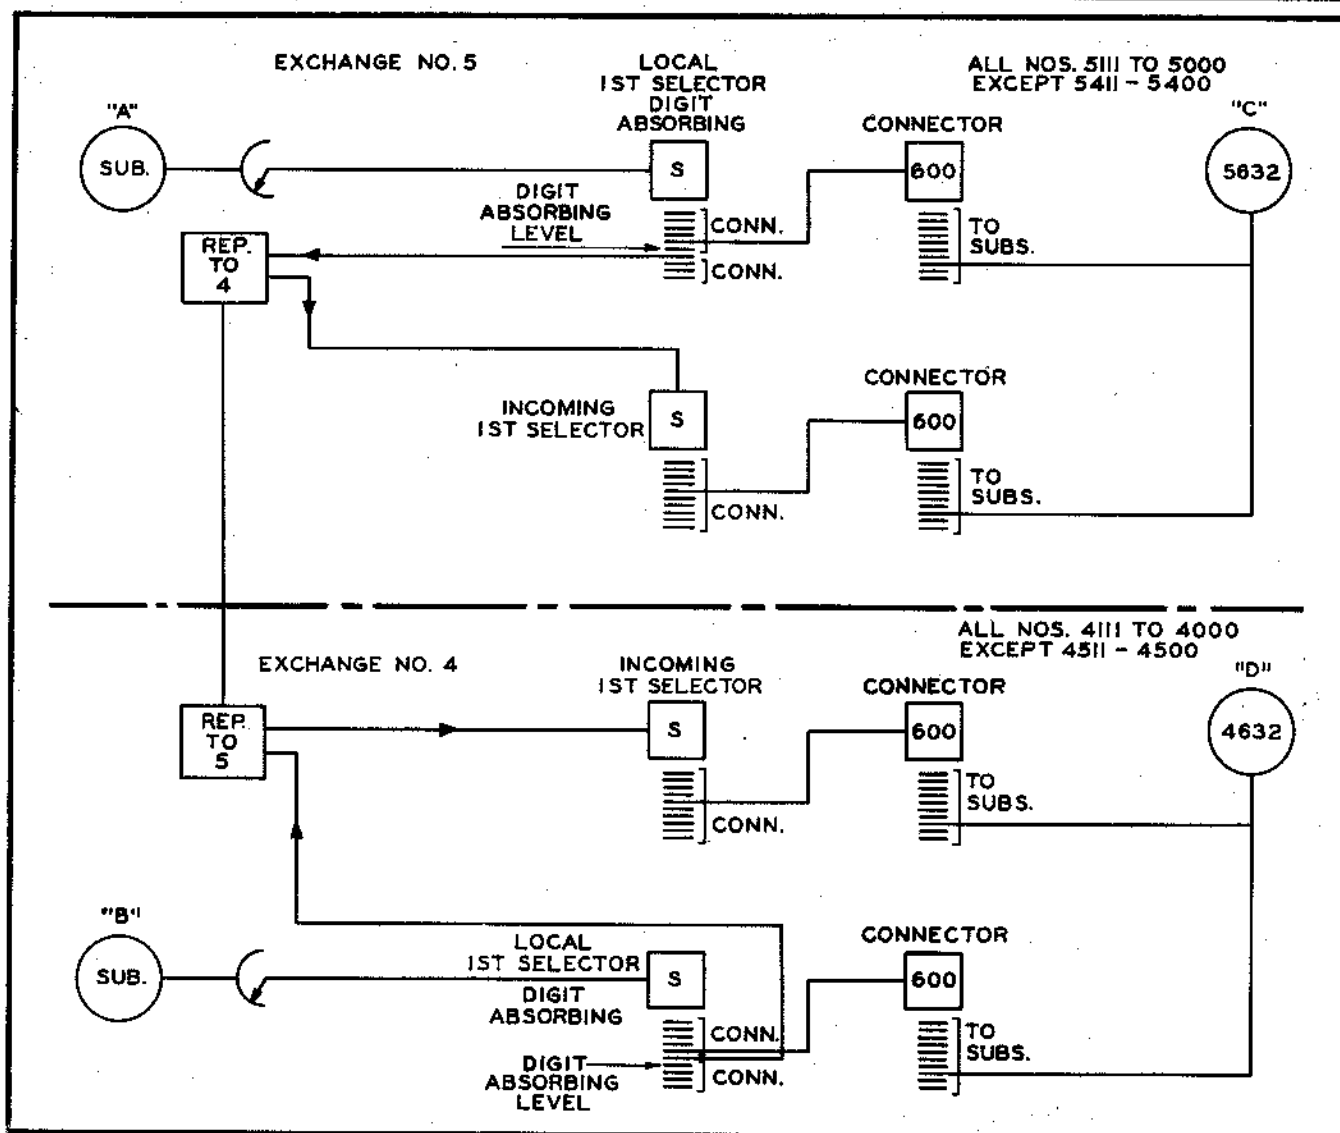 EXCHANGE NO. 5
LOCAL
1ST SELECTOR
DIGIT
ABSORBING
ALL NOS. 5111 TO 5000
EXCEPT 5411 - 5400
"A"
SUB.
S
CONNECTOR
600
"C"
5632
DIGIT
ABSORBING
LEVEL
CONN.
CONN.
TO
SUBS.
REP.
TO
4
INCOMING
1ST SELECTOR
S
CONN.
CONNECTOR
600
TO
SUBS.
EXCHANGE NO. 4
INCOMING
1ST SELECTOR
ALL NOS. 4111 TO 4000
EXCEPT 4511 - 4500
REP.
TO
5
S
CONN.
CONNECTOR
600
TO
SUBS.
"D"
4632
"B"
SUB.
LOCAL
1ST SELECTOR
DIGIT
ABSORBING
S
CONN.
CONN.
DIGIT
ABSORBING
LEVEL
CONNECTOR
600
TO
SUBS.